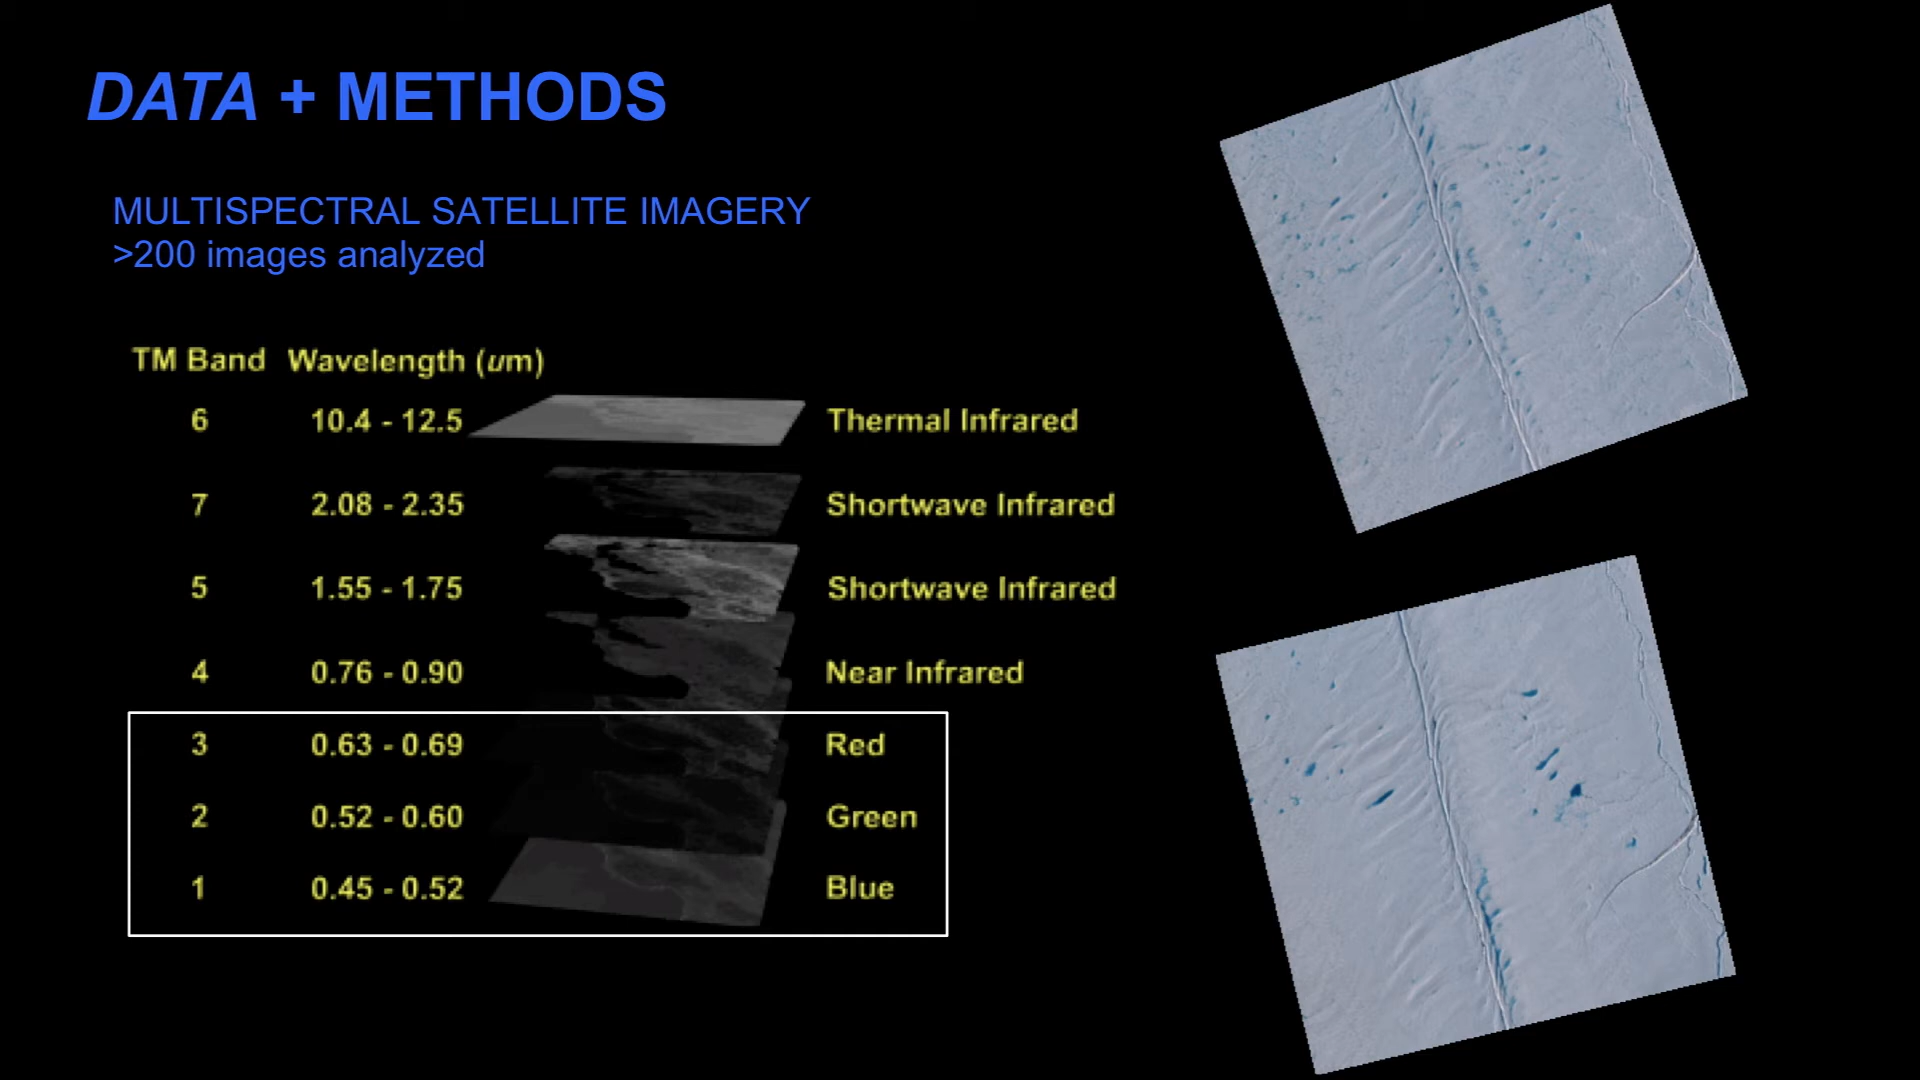 DATA + METHODS
MULTISPECTRAL SATELLITE IMAGERY
>200 images analyzed
TM Band Wavelength (um)
6 10.4 - 12.5 Thermal Infrared
7 2.08 - 2.35 Shortwave Infrared
5 1.55 - 1.75 Shortwave Infrared
4 0.76 - 0.90 Near Infrared
3 0.63 - 0.69 Red
2 0.52 - 0.60 Green
1 0.45 - 0.52 Blue